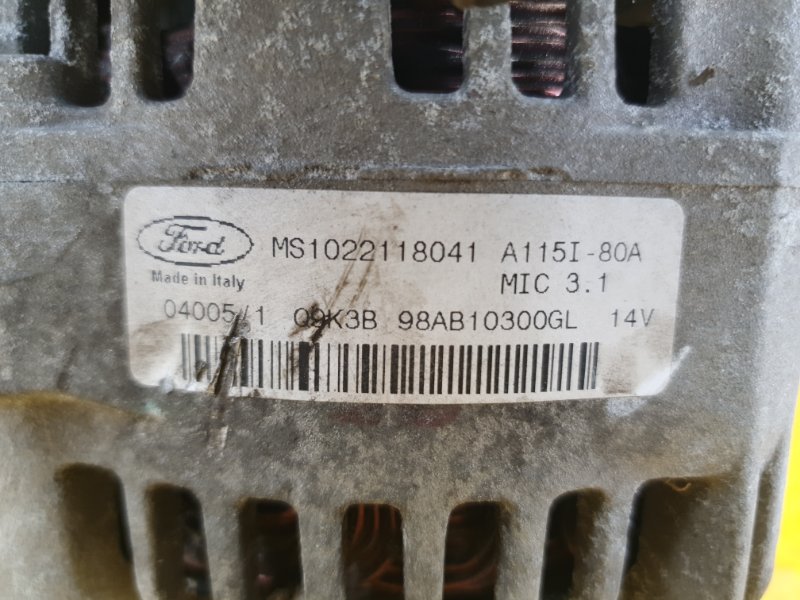 Ford MS1022118041 A115I-80A
Made in Italy MIC 3.1
04005/1 09K3B 98AB10300GL 14V